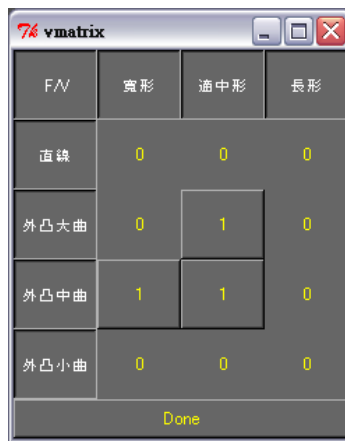 vmatrix
F/V 寬形 適中形 長形
直線 0 0 0
外凸大曲 0 1 0
外凸中曲 1 1 0
外凸小曲 0 0 0
Done